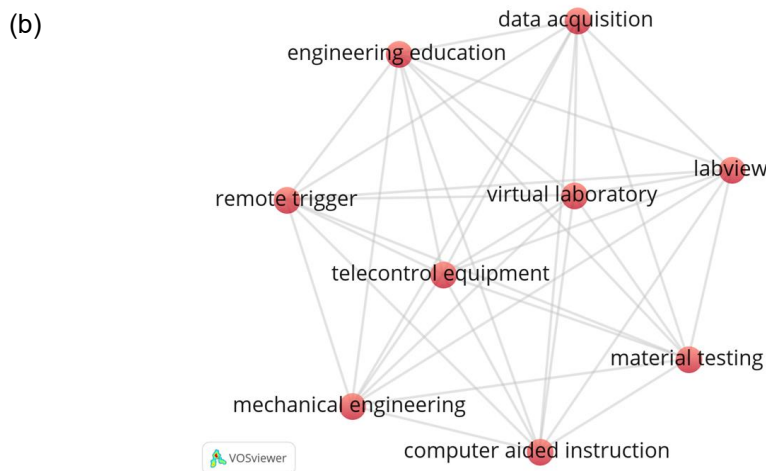 (b)
data acquisition
engineering education
labview
virtual laboratory
remote trigger
telecontrol equipment
material testing
mechanical engineering
computer aided instruction
VOSviewer